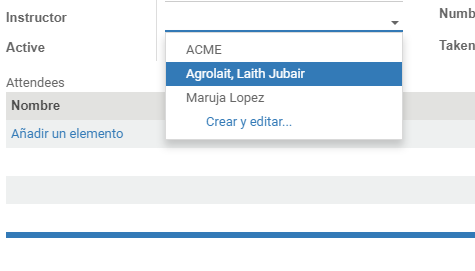 Instructor
Numb
Active
Taken
ACME
Agrolait, Laith Jubair
Maruja Lopez
Crear y editar...
Attendees
Nombre
Añadir un elemento